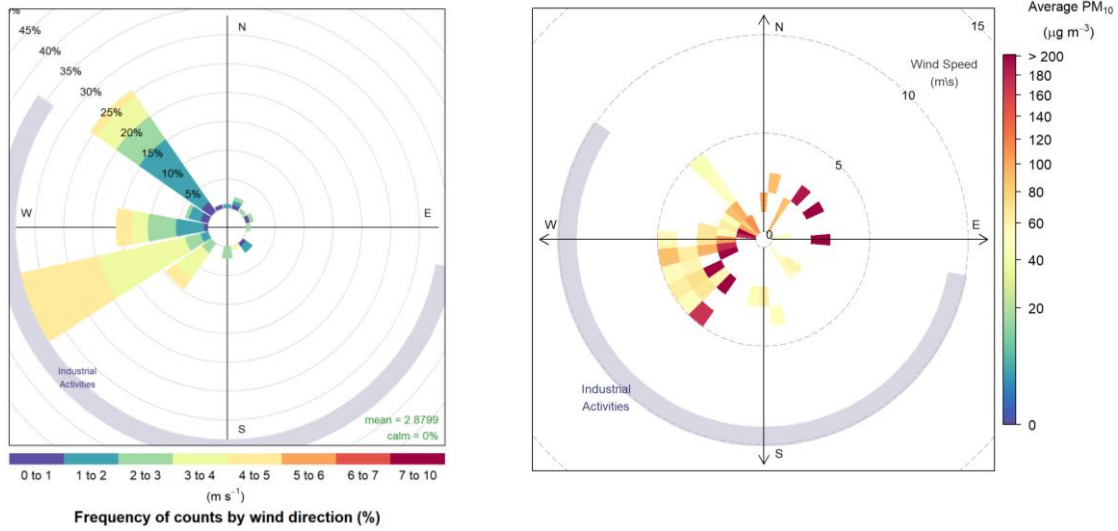 %
45%
40%
35%
30%
25%
20%
15%
10%
5%
N
W
E
S
Industrial
Activities
mean = 2.8799
calm = 0%
0 to 1 1 to 2 2 to 3 3 to 4 4 to 5 5 to 6 6 to 7 7 to 10
(m s⁻¹)
Frequency of counts by wind direction (%)
N
15
Wind Speed
(m\s)
10
5
0
W
E
S
Industrial
Activities
Average PM₁₀
(μg m⁻³)
> 200
180
160
140
120
100
80
60
40
20
0